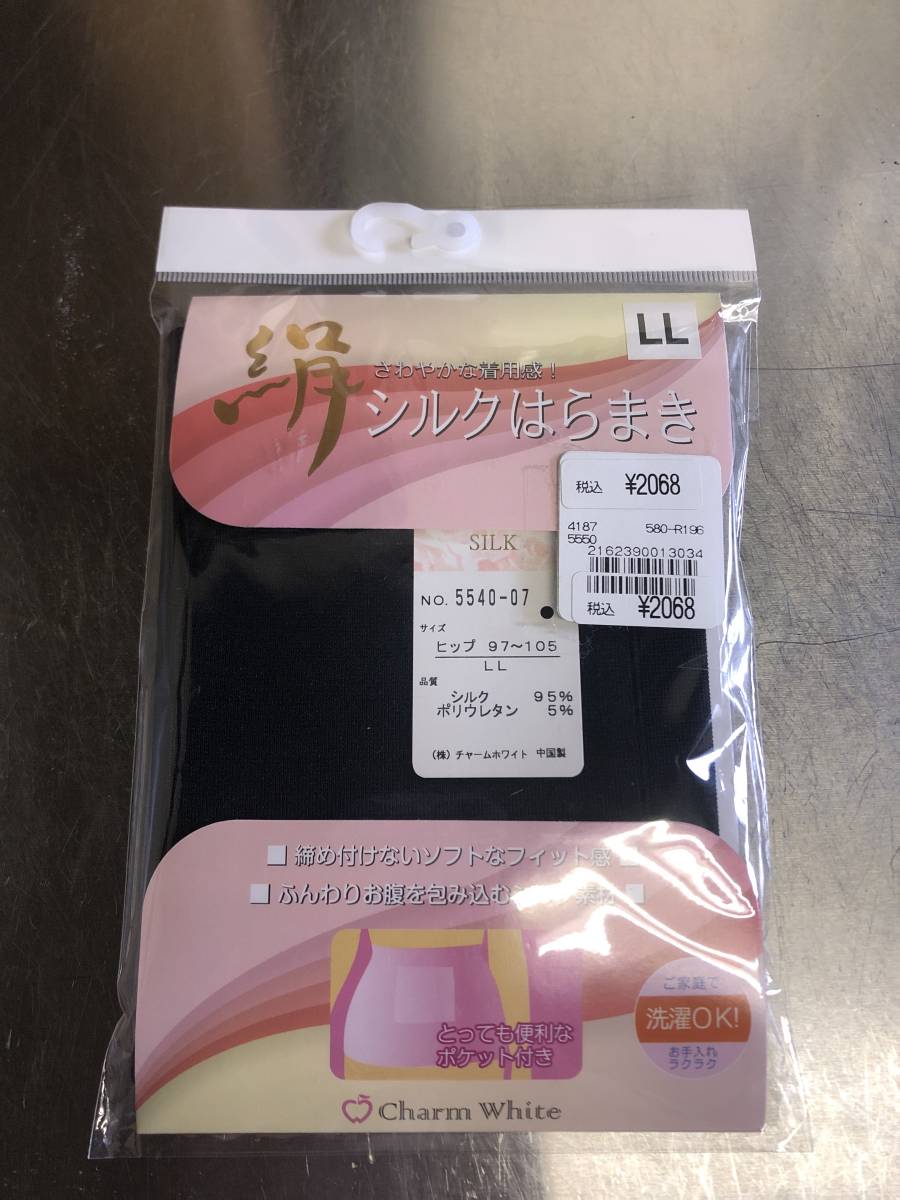 LL
絹
さわやかな着用感!
シルクはらまき
税込 ¥2068
4187 580-R196
5550
2162390013034
税込 ¥2068
SILK
NO. 5540-07
サイズ
ヒップ 97〜105
LL
品質
シルク 95%
ポリウレタン 5%
(株)チャームホワイト 中国製
■ 締め付けないソフトなフィット感 ■
■ ふんわりお腹を包み込む 素材 ■
とっても便利な
ポケット付き
ご家庭で
洗濯OK!
お手入れ
ラクラク
Charm White